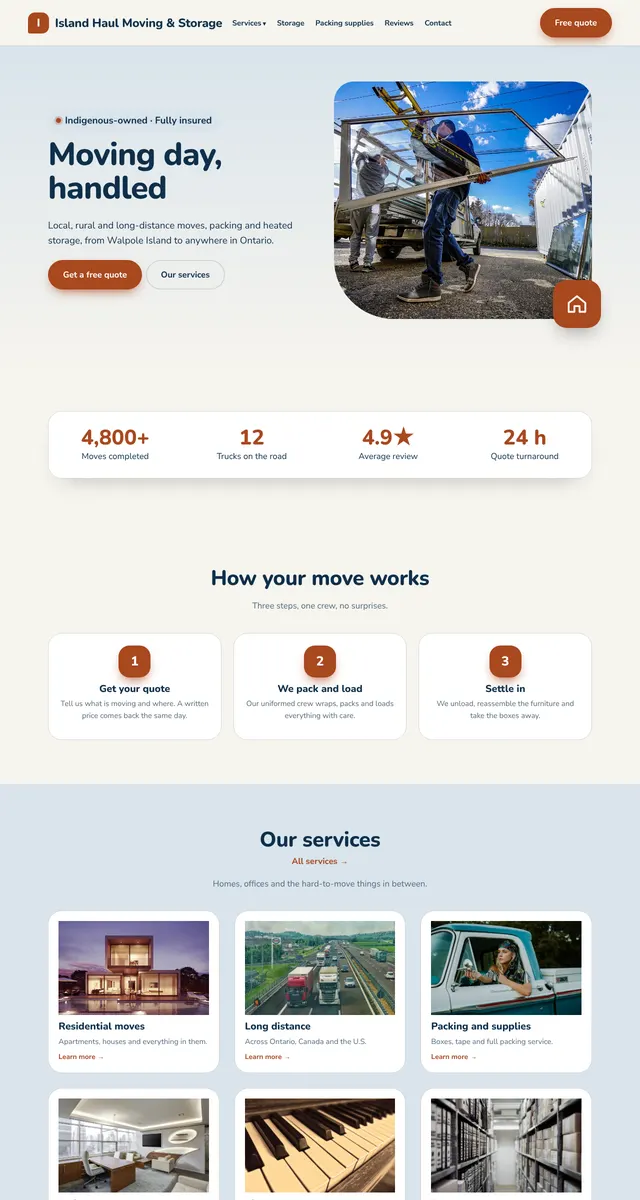 I
Island Haul Moving & Storage
Services ▾
Storage
Packing supplies
Reviews
Contact
Free quote
Indigenous-owned · Fully insured
Moving day,
handled
Local, rural and long-distance moves, packing and heated
storage, from Walpole Island to anywhere in Ontario.
Get a free quote
Our services
4,800+
Moves completed
12
Trucks on the road
4.9★
Average review
24 h
Quote turnaround
How your move works
Three steps, one crew, no surprises.
1
Get your quote
Tell us what is moving and where. A written
price comes back the same day.
2
We pack and load
Our uniformed crew wraps, packs and loads
everything with care.
3
Settle in
We unload, reassemble the furniture and
take the boxes away.
Our services
All services →
Homes, offices and the hard-to-move things in between.
Residential moves
Apartments, houses and everything in them.
Learn more →
Long distance
Across Ontario, Canada and the U.S.
Learn more →
Packing and supplies
Boxes, tape and full packing service.
Learn more →